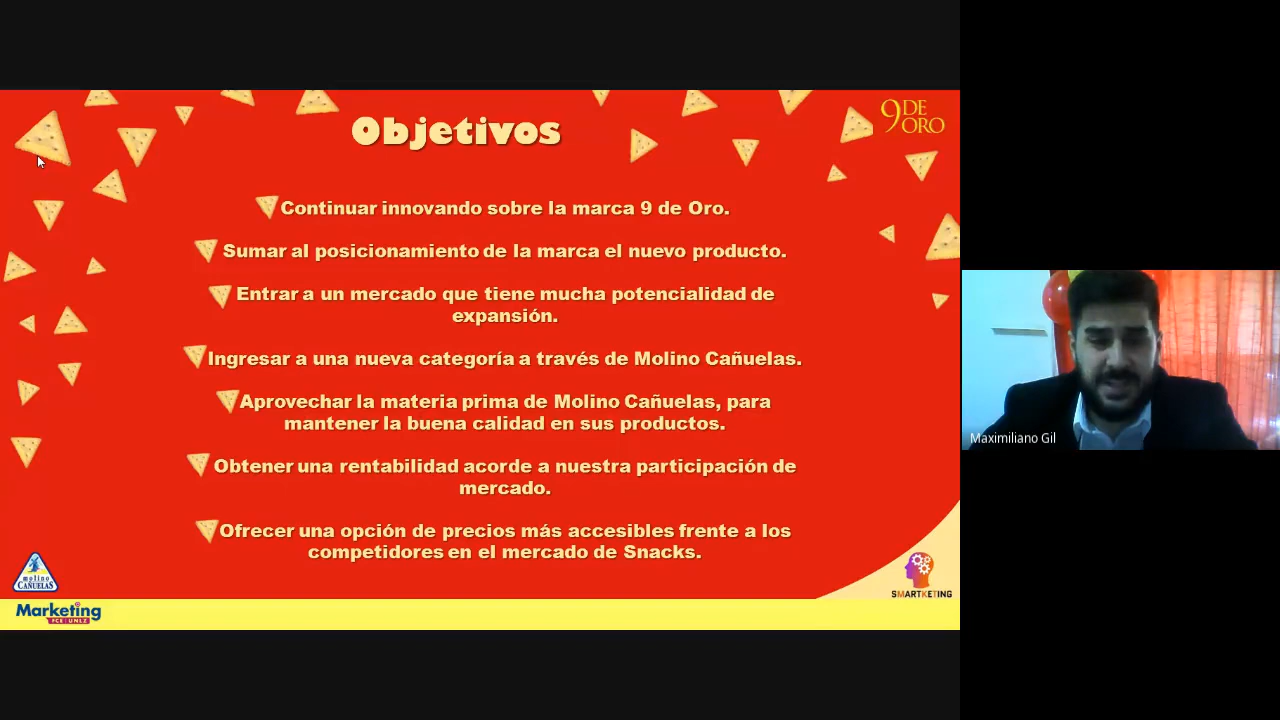 Objetivos
9 DE
ORO
Continuar innovando sobre la marca 9 de Oro.
Sumar al posicionamiento de la marca el nuevo producto.
Entrar a un mercado que tiene mucha potencialidad de
expansión.
Ingresar a una nueva categoría a través de Molino Cañuelas.
Aprovechar la materia prima de Molino Cañuelas, para
mantener la buena calidad en sus productos.
Obtener una rentabilidad acorde a nuestra participación de
mercado.
Ofrecer una opción de precios más accesibles frente a los
competidores en el mercado de Snacks.
molino
CAÑUELAS
SMARTKETING
Marketing
FCE | UNLZ
Maximiliano Gil